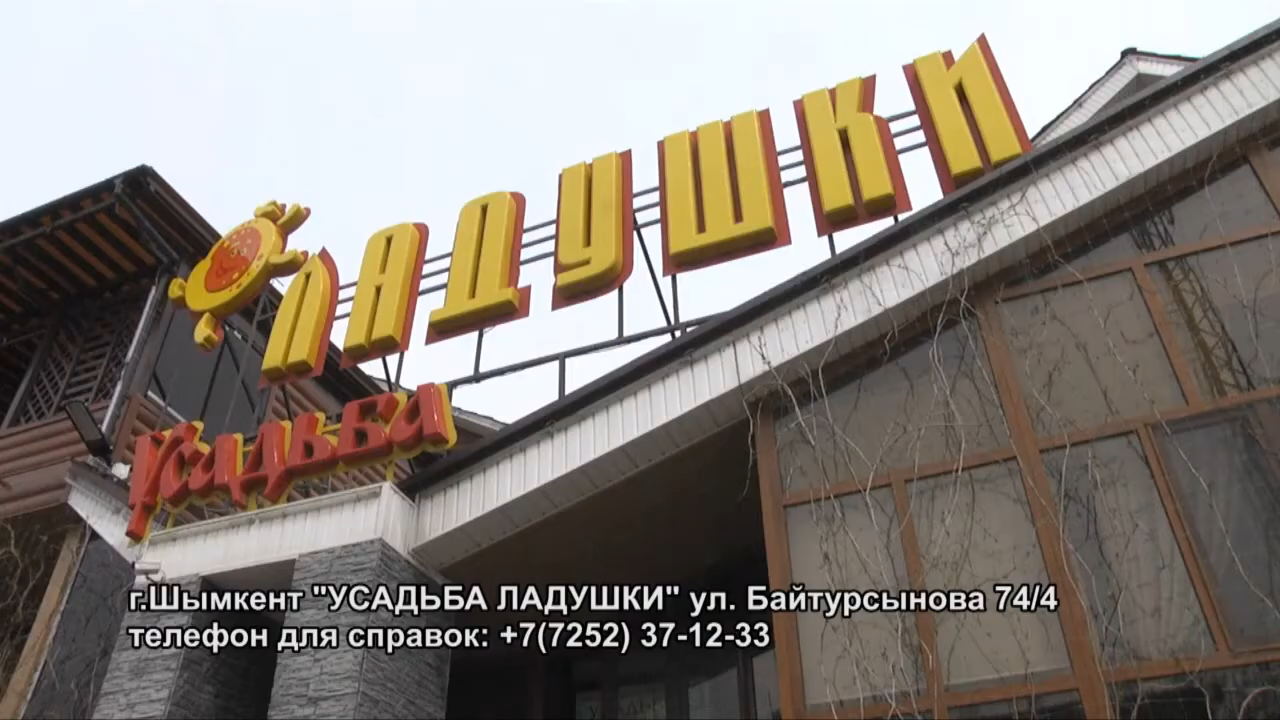 ЛАДУШКИ
Усадьба
г.Шымкент "УСАДЬБА ЛАДУШКИ" ул. Байтурсынова 74/4
телефон для справок: +7(7252) 37-12-33